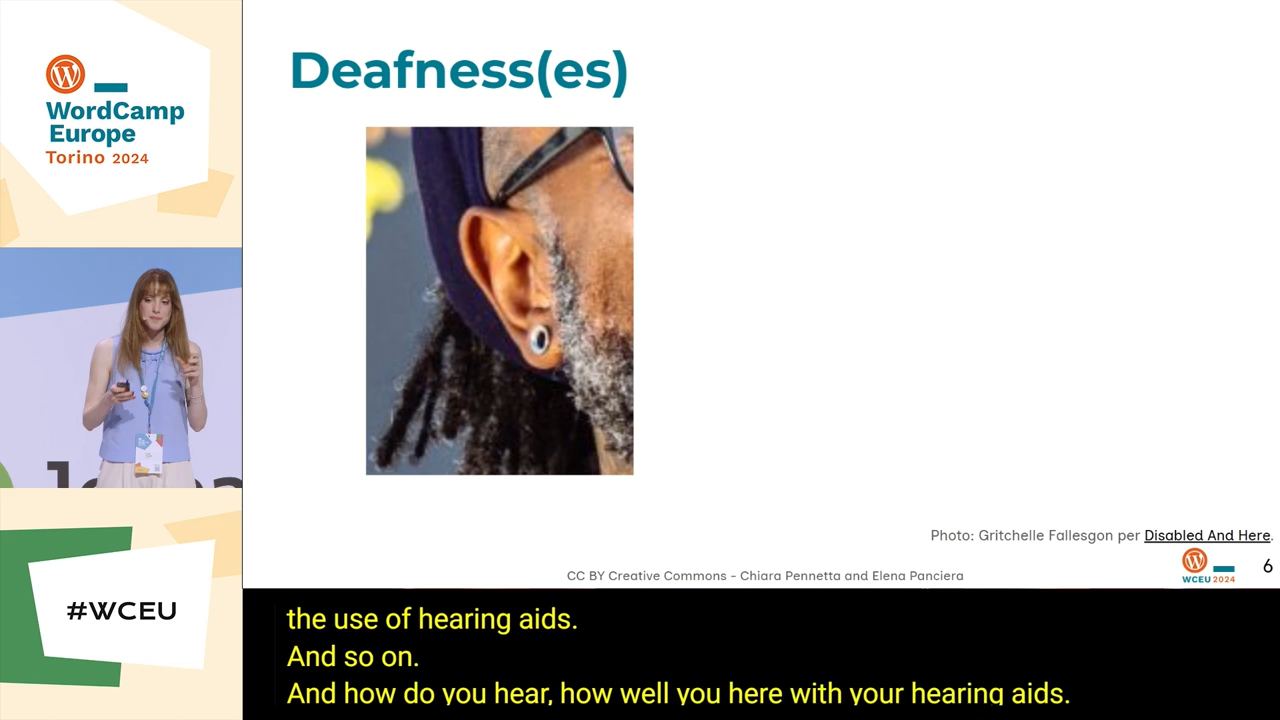 WordCamp
Europe
Torino 2024
#WCEU
Deafness(es)
Photo: Gritchelle Fallesgon per Disabled And Here.
CC BY Creative Commons - Chiara Pennetta and Elena Panciera
WCEU 2024
6
the use of hearing aids.
And so on.
And how do you hear, how well you here with your hearing aids.